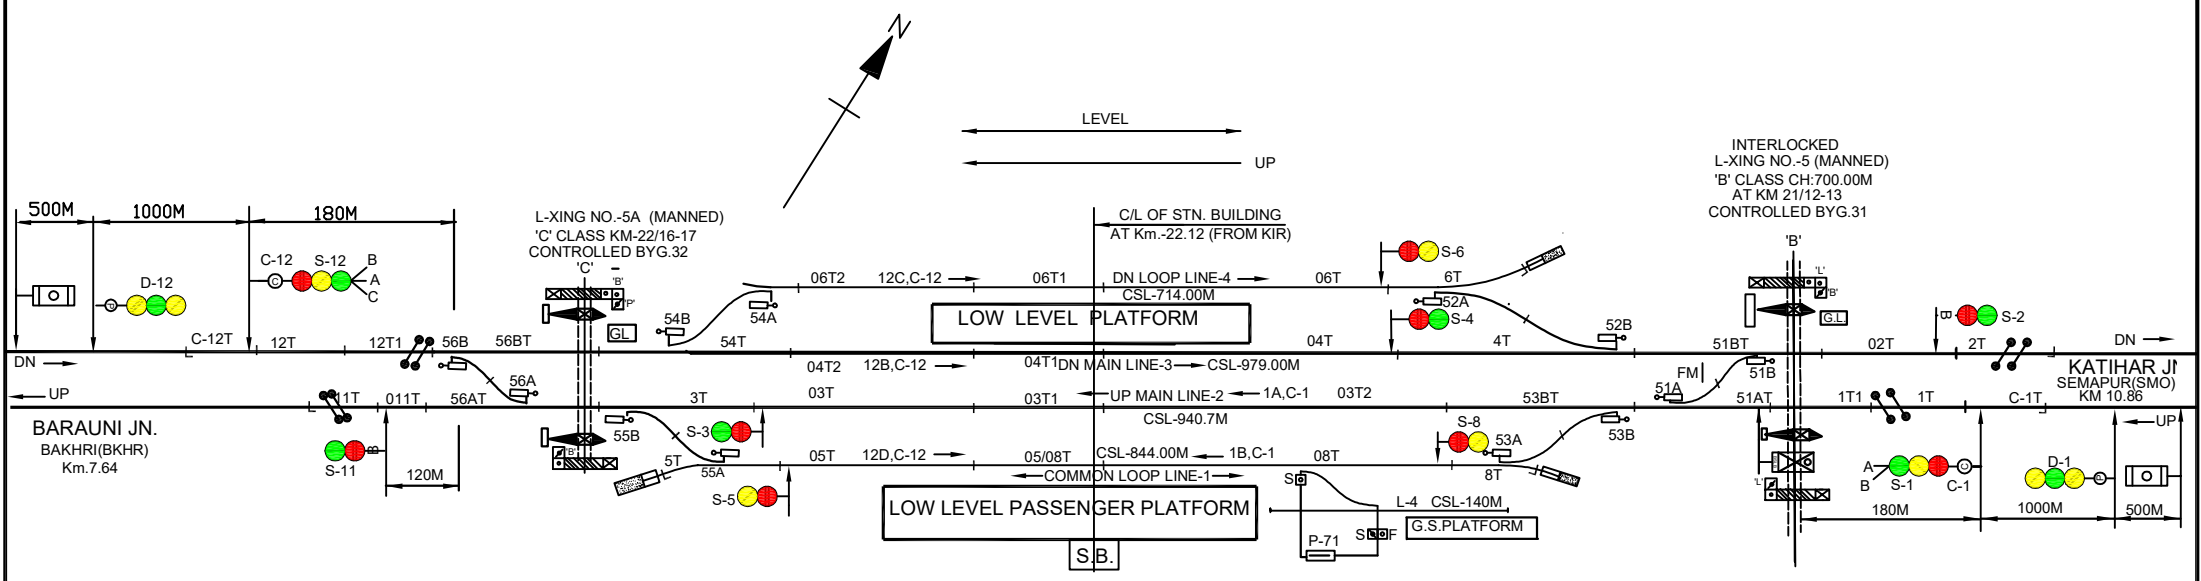 N
LEVEL
UP
INTERLOCKED
L-XING NO.-5 (MANNED)
'B' CLASS CH:700.00M
AT KM 21/12-13
CONTROLLED BYG.31
500M
1000M
180M
L-XING NO.-5A (MANNED)
'C' CLASS KM-22/16-17
CONTROLLED BYG.32
'C'
C/L OF STN. BUILDING
AT Km.-22.12 (FROM KIR)
'B'
C-12 S-12 B
A
C
D-12
P
C
'B'
'P'
GL
06T2 12C,C-12 06T1 DN LOOP LINE-4 06T 6T
S-6
CSL-714.00M
LOW LEVEL PLATFORM
54A
54B
52A
S-4
52B
'L'
'B'
G.L.
B
S-2
C-12T 12T 12T1 56B 56BT 54T 04T 4T 51BT 02T 2T
DN
04T2 12B,C-12 04T1 DN MAIN LINE-3 CSL-979.00M
FM
51B
DN
KATIHAR JN
SEMAPUR(SMO)
KM 10.86
UP
11T 011T 56AT 56A 3T 03T 03T1 UP MAIN LINE-2 1A,C-1 03T2 53BT 51A 51AT 1T1 1T C-1T
CSL-940.7M
UP
BARAUNI JN.
BAKHRI(BKHR)
Km.7.64
S-11
B
120M
55B
S-3
'B'
5T
55A
05T 12D,C-12 05/08T CSL-844.00M 1B,C-1 08T
S-8
53A
53B
8T
COMMON LOOP LINE-1
S-5
LOW LEVEL PASSENGER PLATFORM
S.B.
S
L-4 CSL-140M
G.S.PLATFORM
S F
P-71
'L'
A
B
S-1 C-1
C
D-1
P
180M
1000M
500M